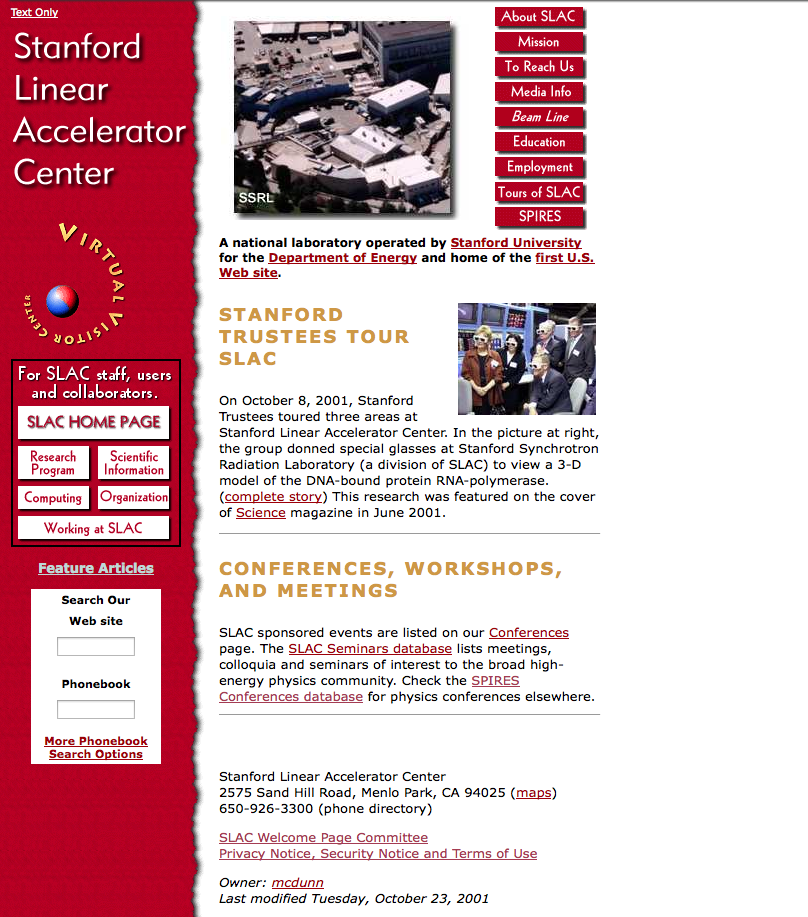 Text Only
Stanford
Linear
Accelerator
Center
VIRTUAL VISITOR CENTER
For SLAC staff, users
and collaborators.
SLAC HOME PAGE
Research
Program
Scientific
Information
Computing
Organization
Working at SLAC
Feature Articles
Search Our
Web site
Phonebook
More Phonebook
Search Options
SSRL
About SLAC
Mission
To Reach Us
Media Info
Beam Line
Education
Employment
Tours of SLAC
SPIRES
A national laboratory operated by Stanford University
for the Department of Energy and home of the first U.S.
Web site.
STANFORD
TRUSTEES TOUR
SLAC
On October 8, 2001, Stanford
Trustees toured three areas at
Stanford Linear Accelerator Center. In the picture at right,
the group donned special glasses at Stanford Synchrotron
Radiation Laboratory (a division of SLAC) to view a 3-D
model of the DNA-bound protein RNA-polymerase.
(complete story) This research was featured on the cover
of Science magazine in June 2001.
CONFERENCES, WORKSHOPS,
AND MEETINGS
SLAC sponsored events are listed on our Conferences
page. The SLAC Seminars database lists meetings,
colloquia and seminars of interest to the broad high-
energy physics community. Check the SPIRES
Conferences database for physics conferences elsewhere.
Stanford Linear Accelerator Center
2575 Sand Hill Road, Menlo Park, CA 94025 (maps)
650-926-3300 (phone directory)
SLAC Welcome Page Committee
Privacy Notice, Security Notice and Terms of Use
Owner: mcdunn
Last modified Tuesday, October 23, 2001